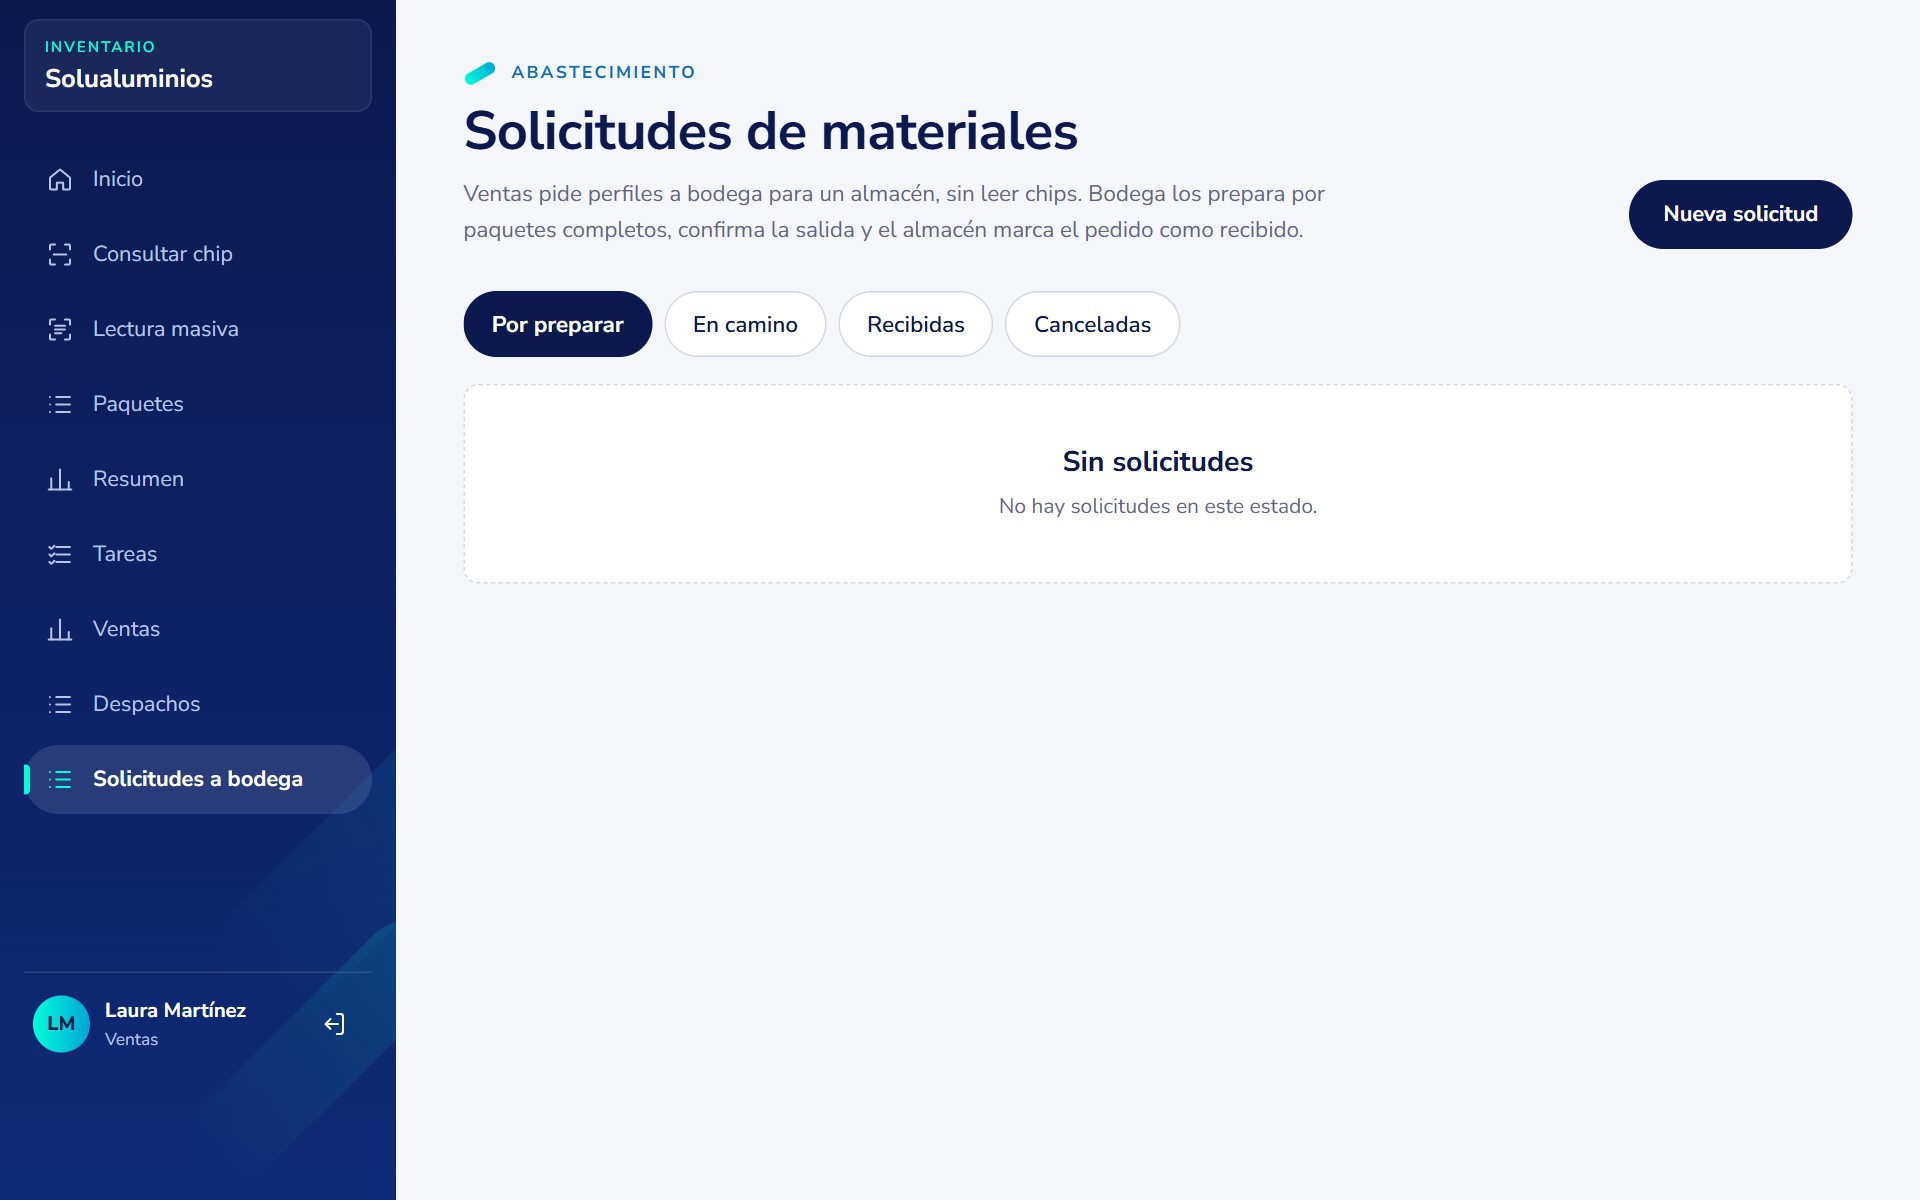 INVENTARIO
Solualuminios
Inicio
Consultar chip
Lectura masiva
Paquetes
Resumen
Tareas
Ventas
Despachos
Solicitudes a bodega
LM
Laura Martínez
Ventas
ABASTECIMIENTO
Solicitudes de materiales
Ventas pide perfiles a bodega para un almacén, sin leer chips. Bodega los prepara por
paquetes completos, confirma la salida y el almacén marca el pedido como recibido.
Nueva solicitud
Por preparar
En camino
Recibidas
Canceladas
Sin solicitudes
No hay solicitudes en este estado.